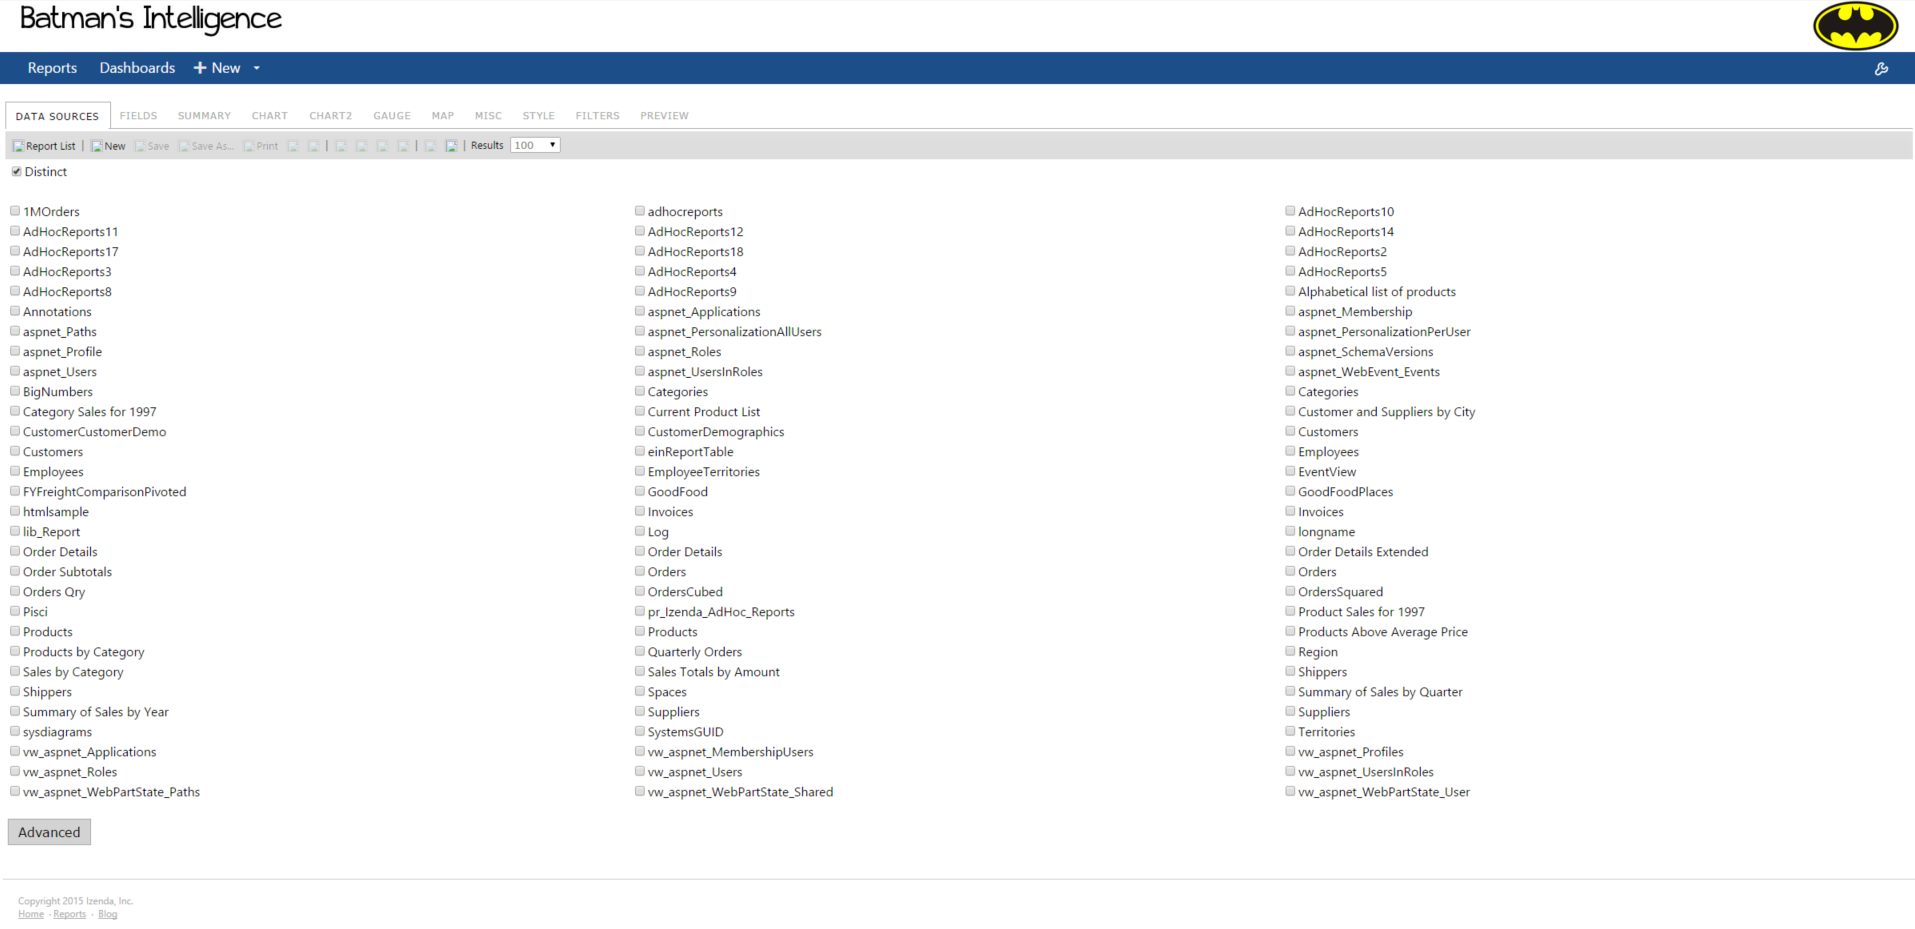 Batman's Intelligence
Reports Dashboards + New
DATA SOURCES FIELDS SUMMARY CHART CHART2 GAUGE MAP MISC STYLE FILTERS PREVIEW
Report List | New Save Save As... Print | | | Results 100
Distinct
1MOrders adhocreports AdHocReports10
AdHocReports11 AdHocReports12 AdHocReports14
AdHocReports17 AdHocReports18 AdHocReports2
AdHocReports3 AdHocReports4 AdHocReports5
AdHocReports8 AdHocReports9 Alphabetical list of products
Annotations aspnet_Applications aspnet_Membership
aspnet_Paths aspnet_PersonalizationAllUsers aspnet_PersonalizationPerUser
aspnet_Profile aspnet_Roles aspnet_SchemaVersions
aspnet_Users aspnet_UsersInRoles aspnet_WebEvent_Events
BigNumbers Categories Categories
Category Sales for 1997 Current Product List Customer and Suppliers by City
CustomerCustomerDemo CustomerDemographics Customers
Customers einReportTable Employees
Employees EmployeeTerritories EventView
FYFreightComparisonPivoted GoodFood GoodFoodPlaces
htmlsample Invoices Invoices
lib_Report Log longname
Order Details Order Details Order Details Extended
Order Subtotals Orders Orders
Orders Qry OrdersCubed OrdersSquared
Pisci pr_Izenda_AdHoc_Reports Product Sales for 1997
Products Products Products Above Average Price
Products by Category Quarterly Orders Region
Sales by Category Sales Totals by Amount Shippers
Shippers Spaces Summary of Sales by Quarter
Summary of Sales by Year Suppliers Suppliers
sysdiagrams SystemsGUID Territories
vw_aspnet_Applications vw_aspnet_MembershipUsers vw_aspnet_Profiles
vw_aspnet_Roles vw_aspnet_Users vw_aspnet_UsersInRoles
vw_aspnet_WebPartState_Paths vw_aspnet_WebPartState_Shared vw_aspnet_WebPartState_User
Advanced
Copyright 2015 Izenda, Inc.
Home · Reports · Blog